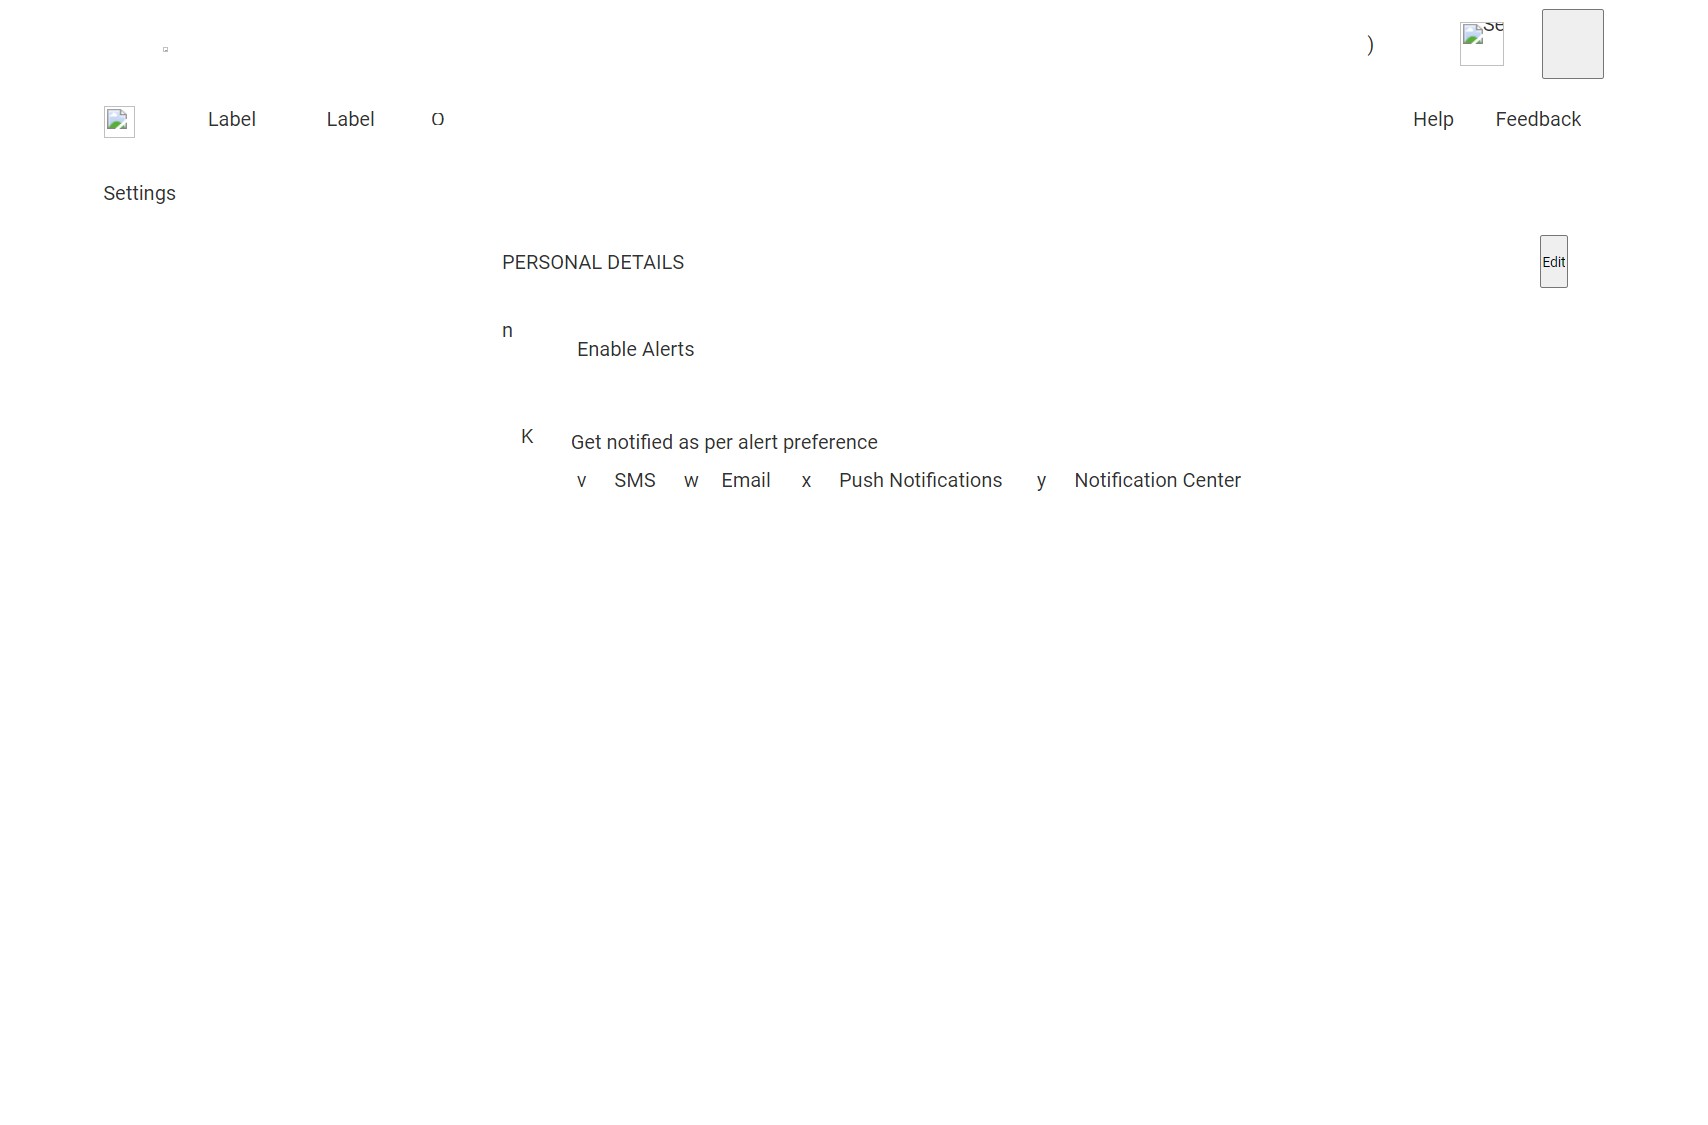 )
Label Label O Help Feedback
Settings
PERSONAL DETAILS Edit
n
Enable Alerts
K Get notified as per alert preference
v SMS w Email x Push Notifications y Notification Center